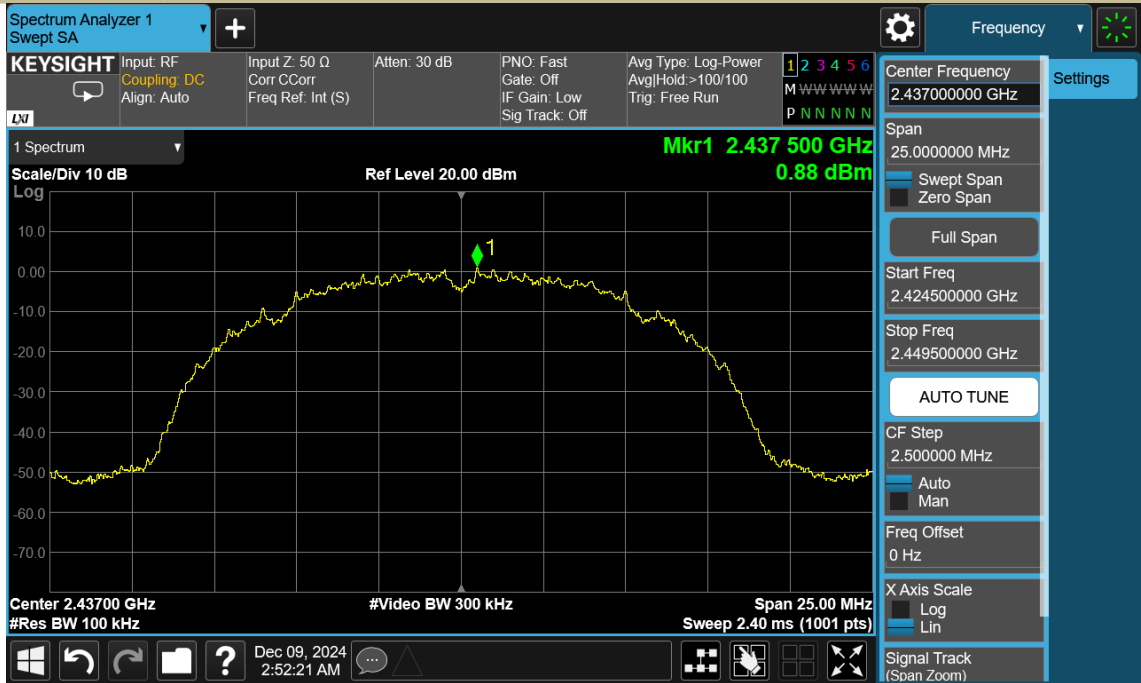 Spectrum Analyzer 1
Swept SA
+
Frequency
KEYSIGHT
LXI
Input: RF
Coupling: DC
Align: Auto
Input Z: 50 Ω
Corr CCorr
Freq Ref: Int (S)
Atten: 30 dB
PNO: Fast
Gate: Off
IF Gain: Low
Sig Track: Off
Avg Type: Log-Power
Avg|Hold:>100/100
Trig: Free Run
1 2 3 4 5 6
M W W W W W
P N N N N N
1 Spectrum
Mkr1 2.437 500 GHz
0.88 dBm
Scale/Div 10 dB
Ref Level 20.00 dBm
Log
10.0
0.00
-10.0
-20.0
-30.0
-40.0
-50.0
-60.0
-70.0
1
Center 2.43700 GHz
#Video BW 300 kHz
Span 25.00 MHz
#Res BW 100 kHz
Sweep 2.40 ms (1001 pts)
Center Frequency
2.437000000 GHz
Settings
Span
25.0000000 MHz
Swept Span
Zero Span
Full Span
Start Freq
2.424500000 GHz
Stop Freq
2.449500000 GHz
AUTO TUNE
CF Step
2.500000 MHz
Auto
Man
Freq Offset
0 Hz
X Axis Scale
Log
Lin
Signal Track
(Span Zoom)
?
Dec 09, 2024
2:52:21 AM